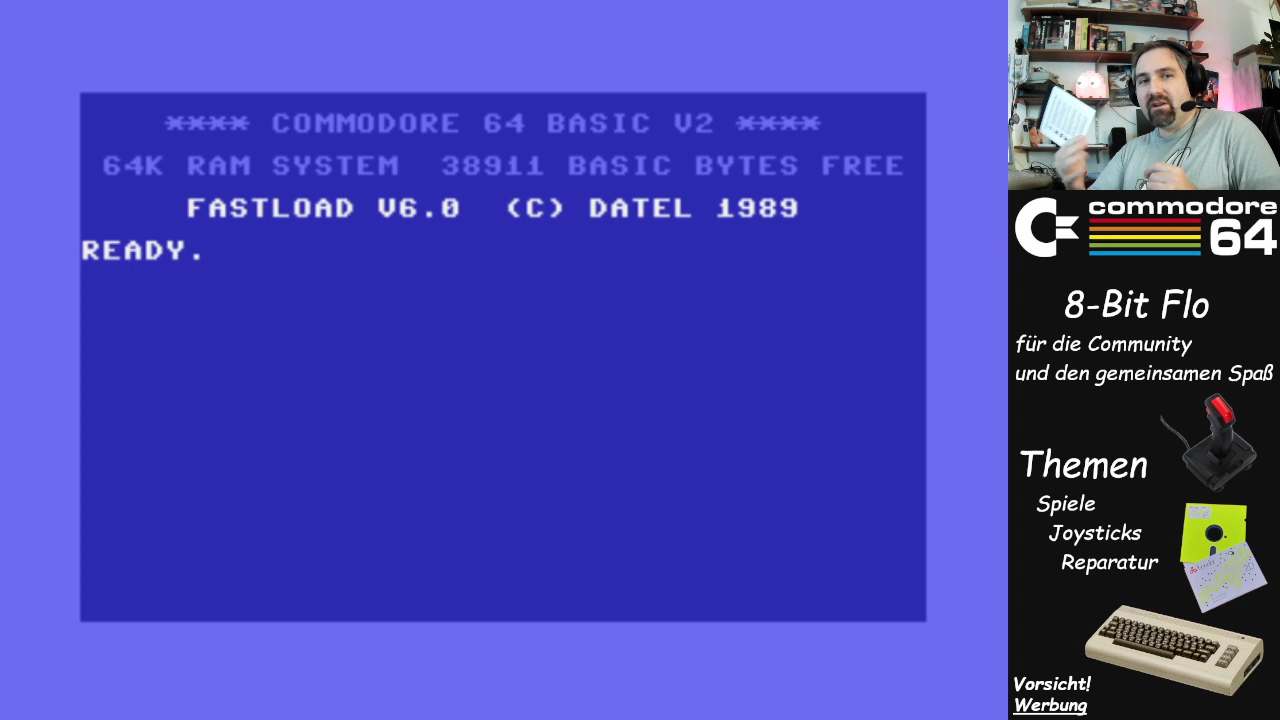 **** COMMODORE 64 BASIC V2 ****
64K RAM SYSTEM  38911 BASIC BYTES FREE
FASTLOAD V6.0  (C) DATEL 1989
READY.
commodore
64
8-Bit Flo
für die Community
und den gemeinsamen Spaß
Themen
Spiele
Joysticks
Reparatur
Vorsicht!
Werbung